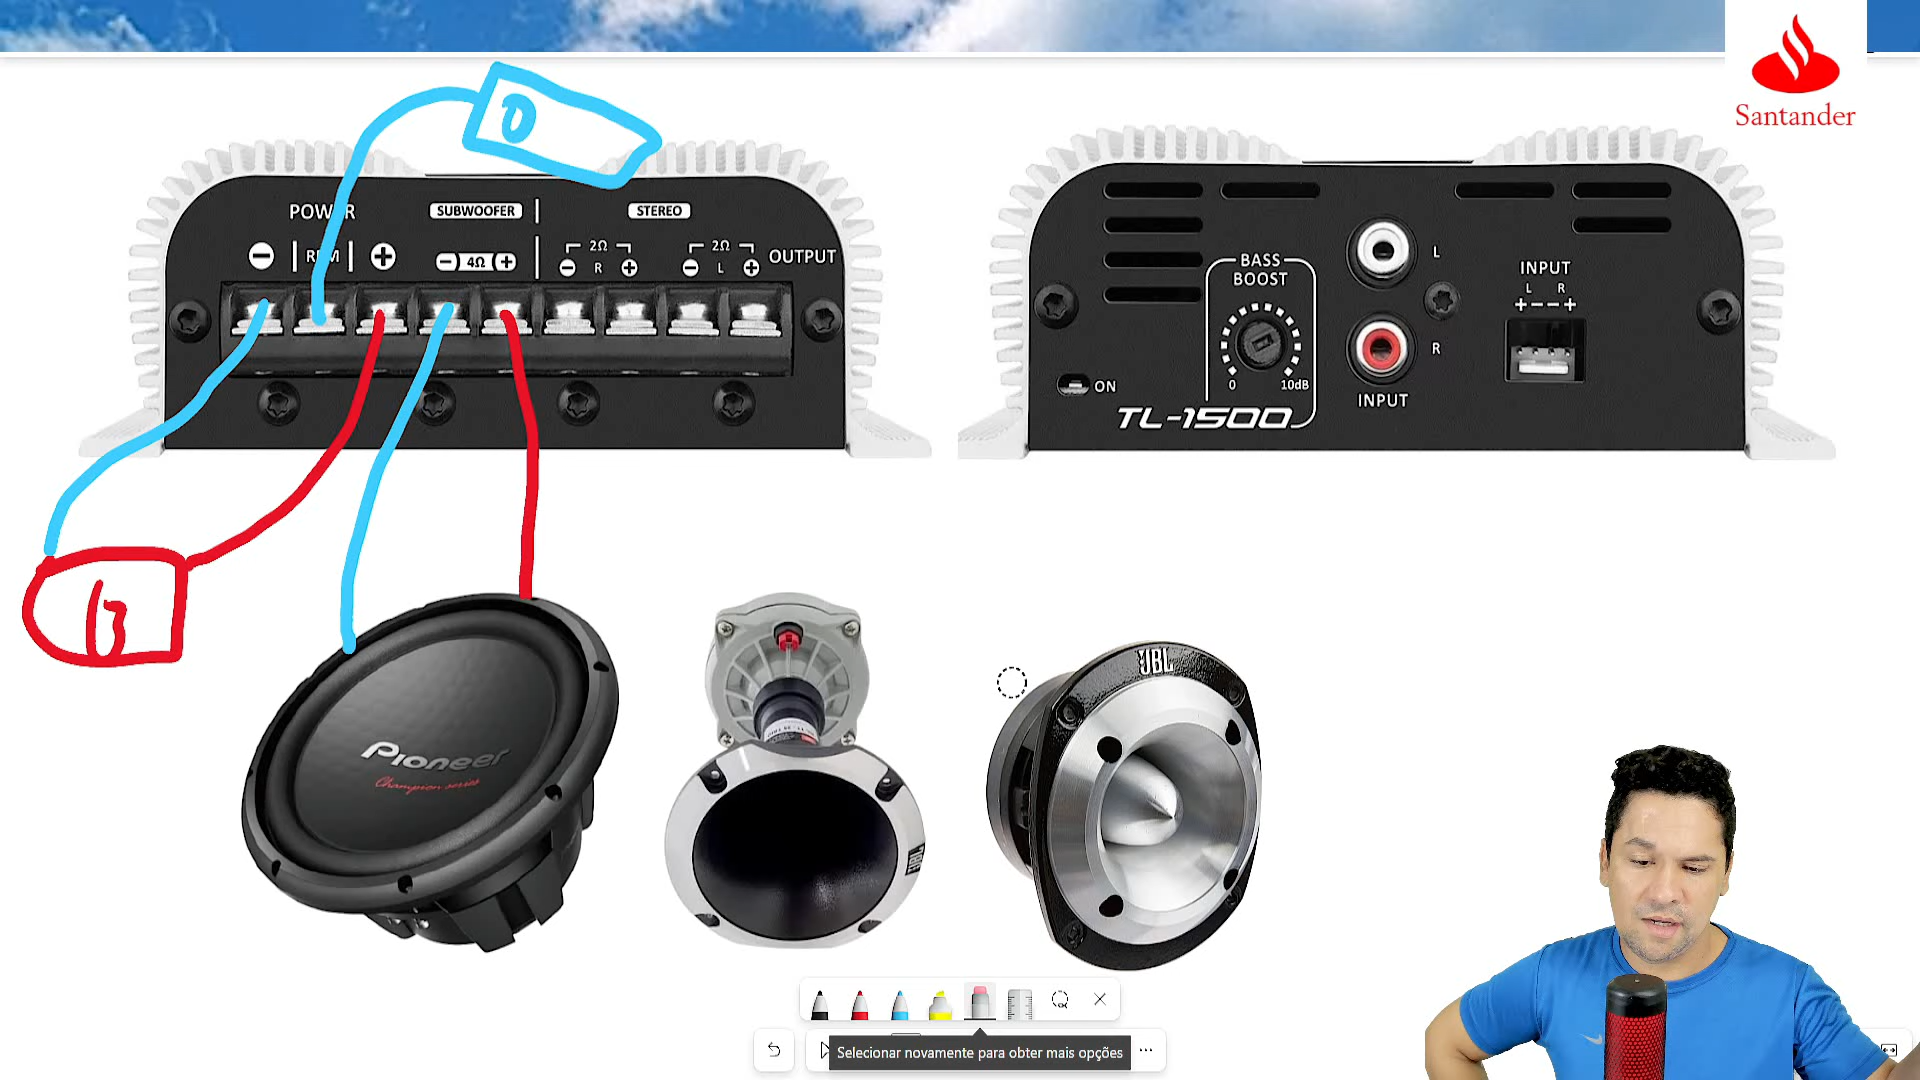 Santander
D
POWER
SUBWOOFER
STEREO
REM
4Ω
2Ω
R
2Ω
L
OUTPUT
BASS
BOOST
0
10dB
L
R
INPUT
INPUT
L R
ON
TL-1500
B
Pioneer
Champion series
JBL
JBL
Selecionar novamente para obter mais opções